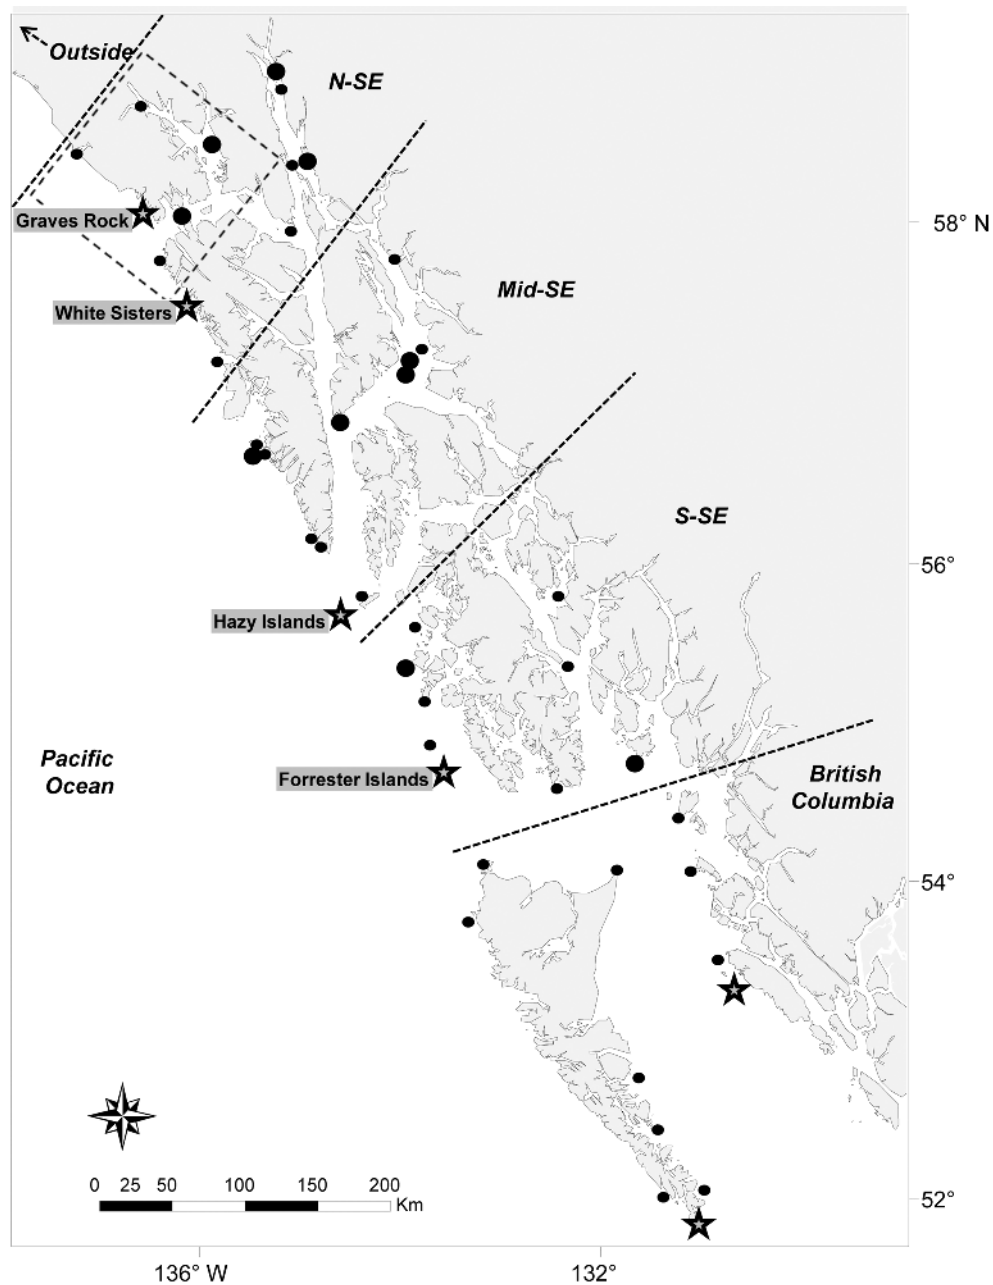 Outside
N-SE
Graves Rock
58° N
Mid-SE
White Sisters
S-SE
56°
Hazy Islands
Pacific
Ocean
Forrester Islands
British
Columbia
54°
0 25 50 100 150 200
Km
52°
136° W 132°